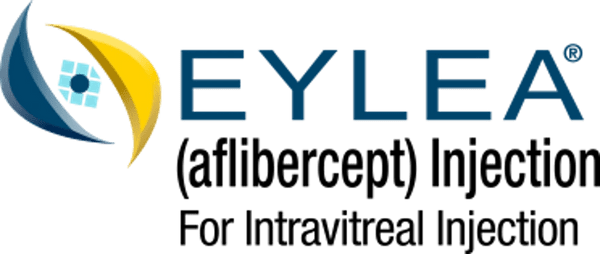 EYLEA®
(aflibercept) Injection
For Intravitreal Injection